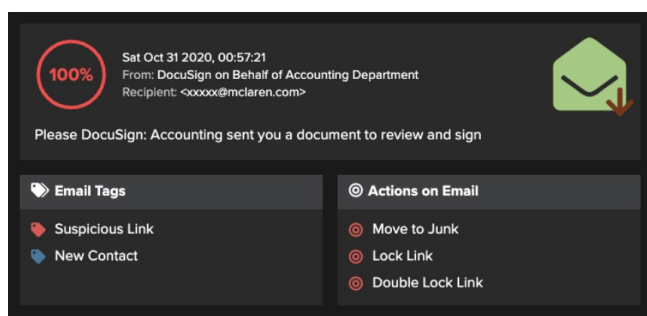 100%
Sat Oct 31 2020, 00:57:21
From: DocuSign on Behalf of Accounting Department
Recipient: <xxxxx@mclaren.com>
Please DocuSign: Accounting sent you a document to review and sign
Email Tags
Suspicious Link
New Contact
Actions on Email
Move to Junk
Lock Link
Double Lock Link